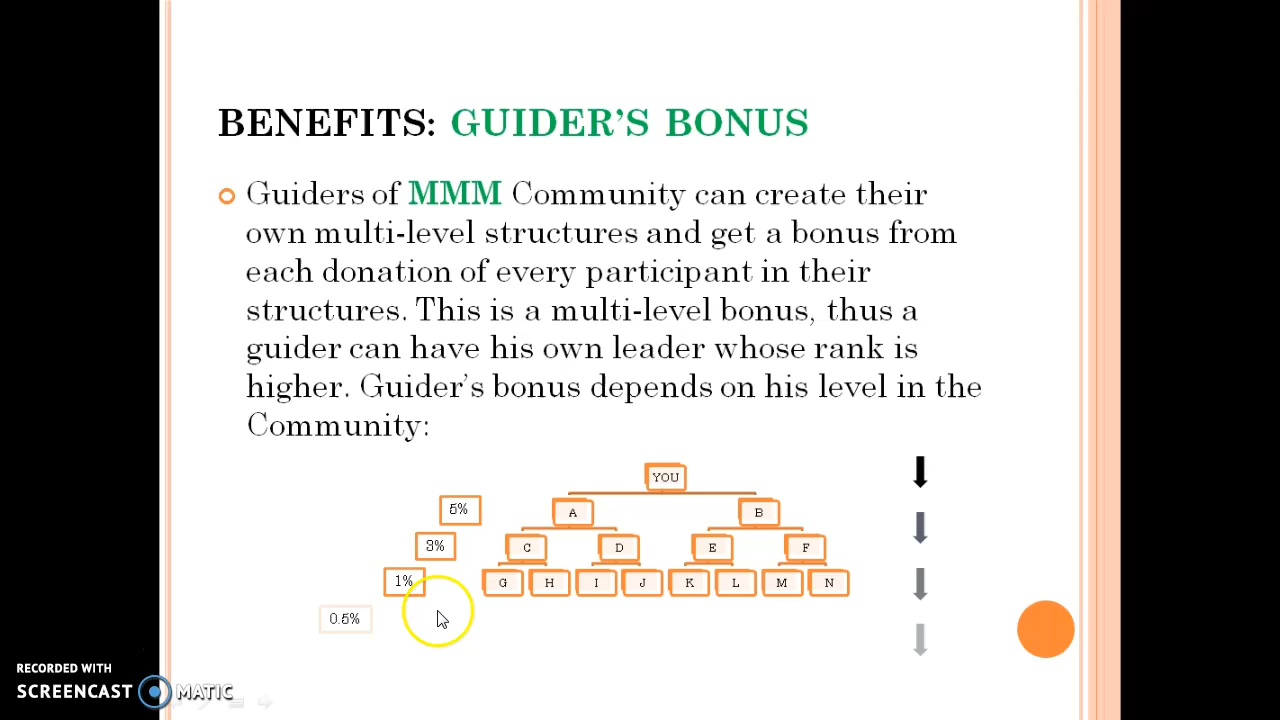 BENEFITS: GUIDER'S BONUS
Guiders of MMM Community can create their
own multi-level structures and get a bonus from
each donation of every participant in their
structures. This is a multi-level bonus, thus a
guider can have his own leader whose rank is
higher. Guider's bonus depends on his level in the
Community:
YOU
5% A B
3% C D E F
1% G H I J K L M N
0.5%
RECORDED WITH
SCREENCAST MATIC